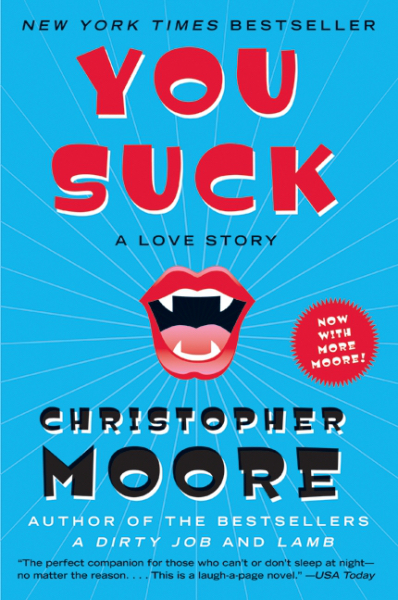 NEW YORK TIMES BESTSELLER
YOU
SUCK
A LOVE STORY
NOW
WITH
MORE
MOORE!
CHRISTOPHER
MOORE
AUTHOR OF THE BESTSELLERS
A DIRTY JOB AND LAMB
"The perfect companion for those who can't or don't sleep at night—
no matter the reason. . . . This is a laugh-a-page novel." —USA Today